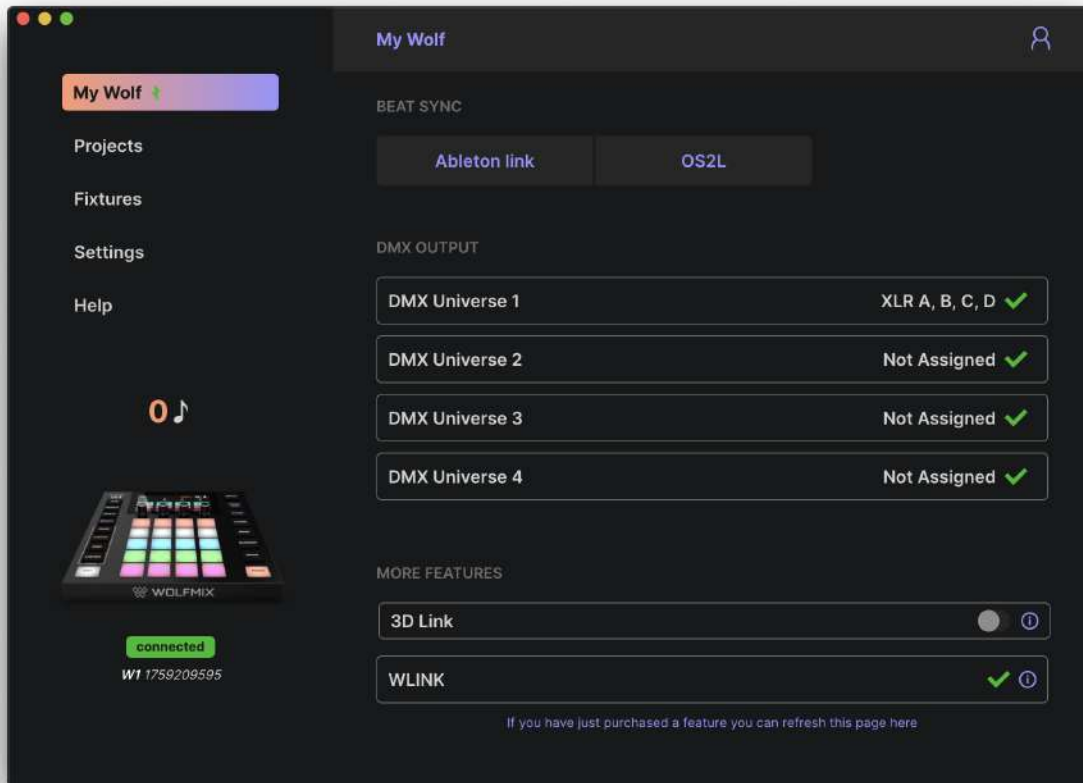 My Wolf
My Wolf
Projects
Fixtures
Settings
Help
0
WOLFMIX
connected
W1 1759209595
BEAT SYNC
Ableton link
OS2L
DMX OUTPUT
DMX Universe 1 XLR A, B, C, D
DMX Universe 2 Not Assigned
DMX Universe 3 Not Assigned
DMX Universe 4 Not Assigned
MORE FEATURES
3D Link
WLINK
If you have just purchased a feature you can refresh this page here